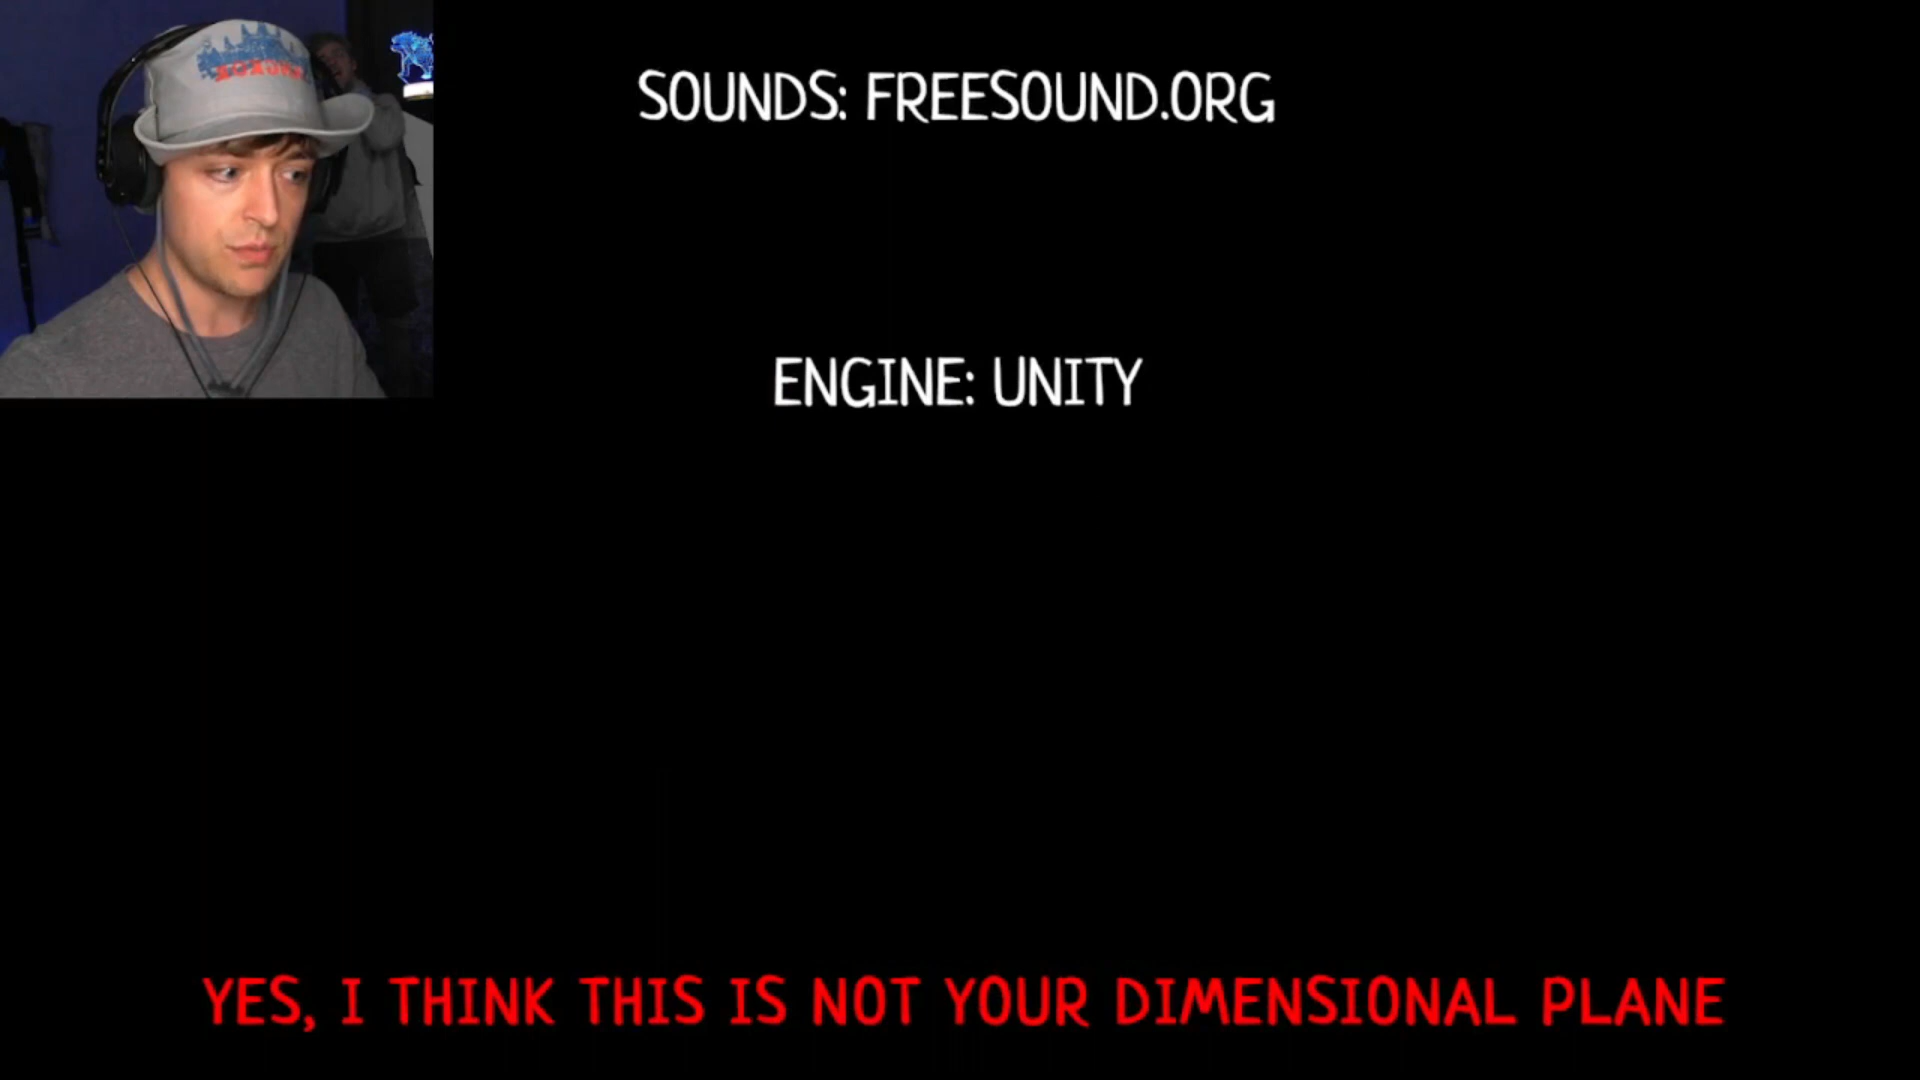 SOUNDS: FREESOUND.ORG
ENGINE: UNITY
YES, I THINK THIS IS NOT YOUR DIMENSIONAL PLANE